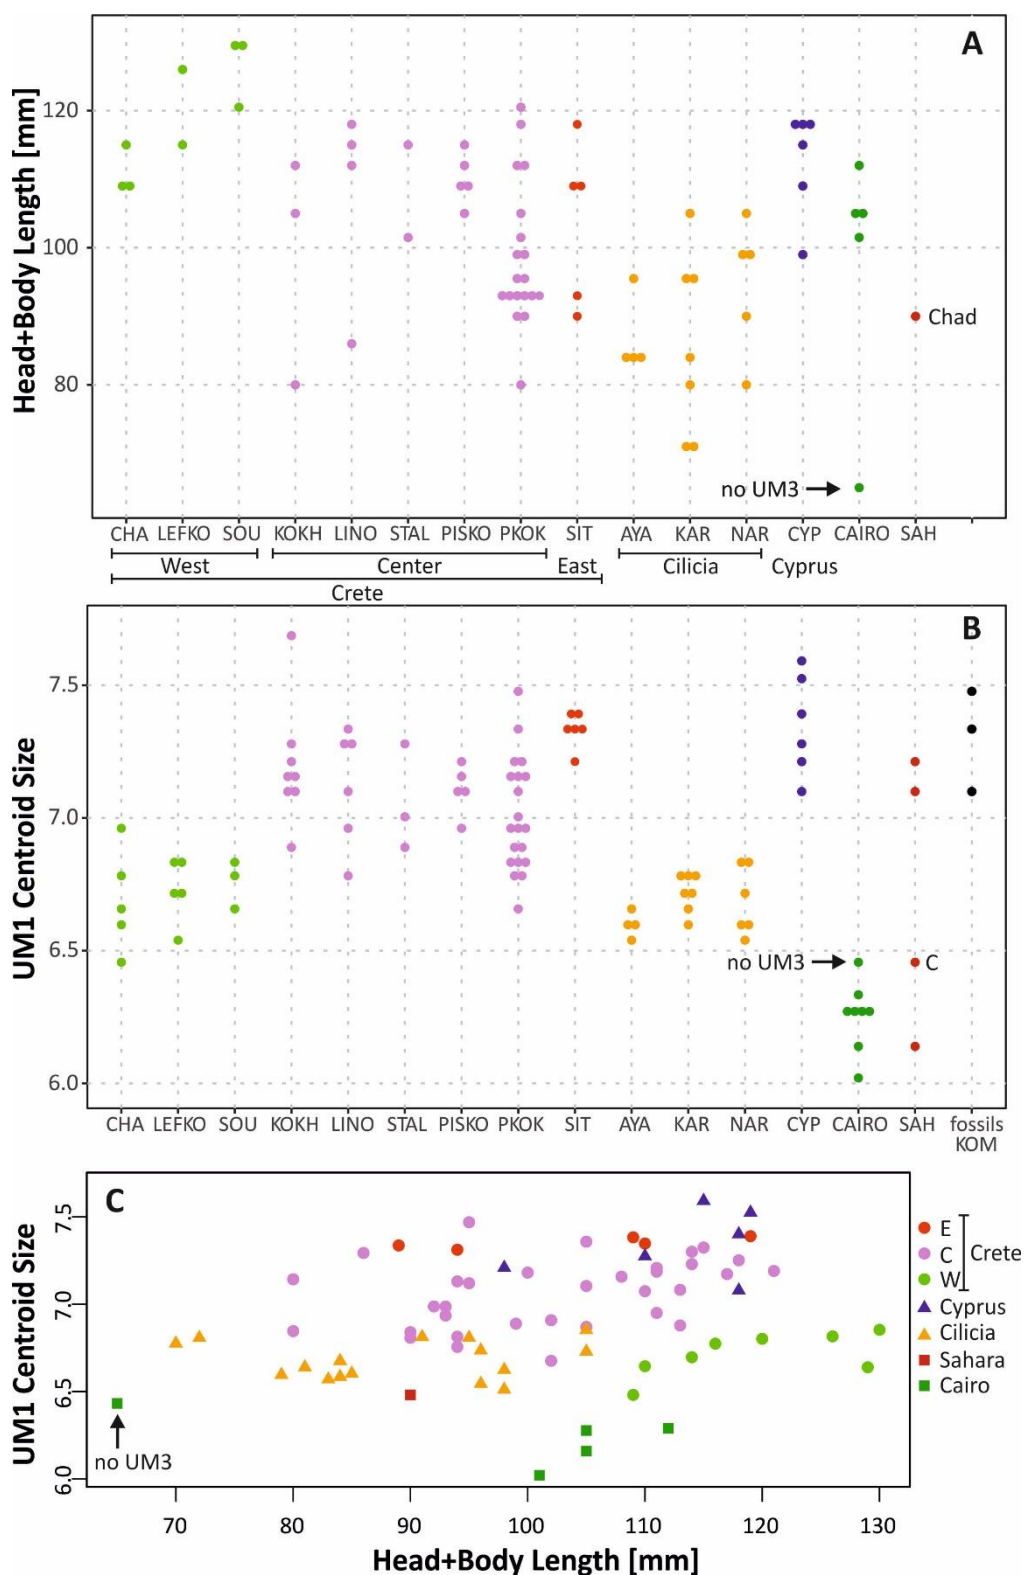 A
Head+Body Length [mm]
120
100
80
Chad
no UM3
CHA LEFKO SOU KOKH LINO STAL PISKO PKOK SIT AYA KAR NAR CYP CAIRO SAH
West Center East Cilicia Cyprus
Crete
B
UM1 Centroid Size
7.5
7.0
6.5
6.0
no UM3
C
CHA LEFKO SOU KOKH LINO STAL PISKO PKOK SIT AYA KAR NAR CYP CAIRO SAH fossils
KOM
C
UM1 Centroid Size
7.5
7.0
6.5
6.0
no UM3
70 80 90 100 110 120 130
Head+Body Length [mm]
E
C
W
Crete
Cyprus
Cilicia
Sahara
Cairo